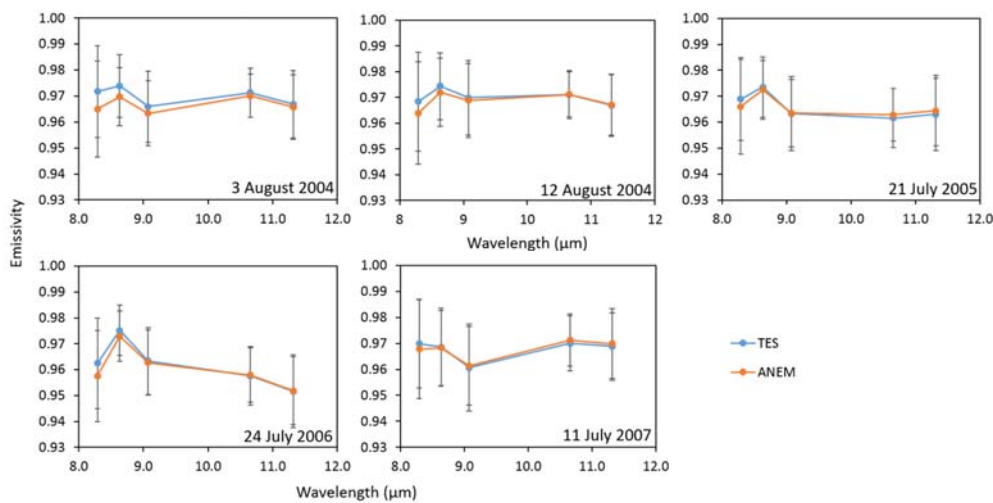 1.00 1.00 1.00
0.99 0.99 0.99
0.98 0.98 0.98
0.97 0.97 0.97
0.96 0.96 0.96
0.95 0.95 0.95
0.94 0.94 0.94
0.93 0.93 0.93
3 August 2004 12 August 2004 21 July 2005
8.0 9.0 10.0 11.0 12.0 8 9 10 11 12 8.0 9.0 10.0 11.0 12.0
Wavelength (µm)
Emissivity
1.00 1.00
0.99 0.99
0.98 0.98
0.97 0.97
0.96 0.96
0.95 0.95
0.94 0.94
0.93 0.93
24 July 2006 11 July 2007
8.0 9.0 10.0 11.0 12.0 8.0 9.0 10.0 11.0 12.0
Wavelength (µm)
TES
ANEM